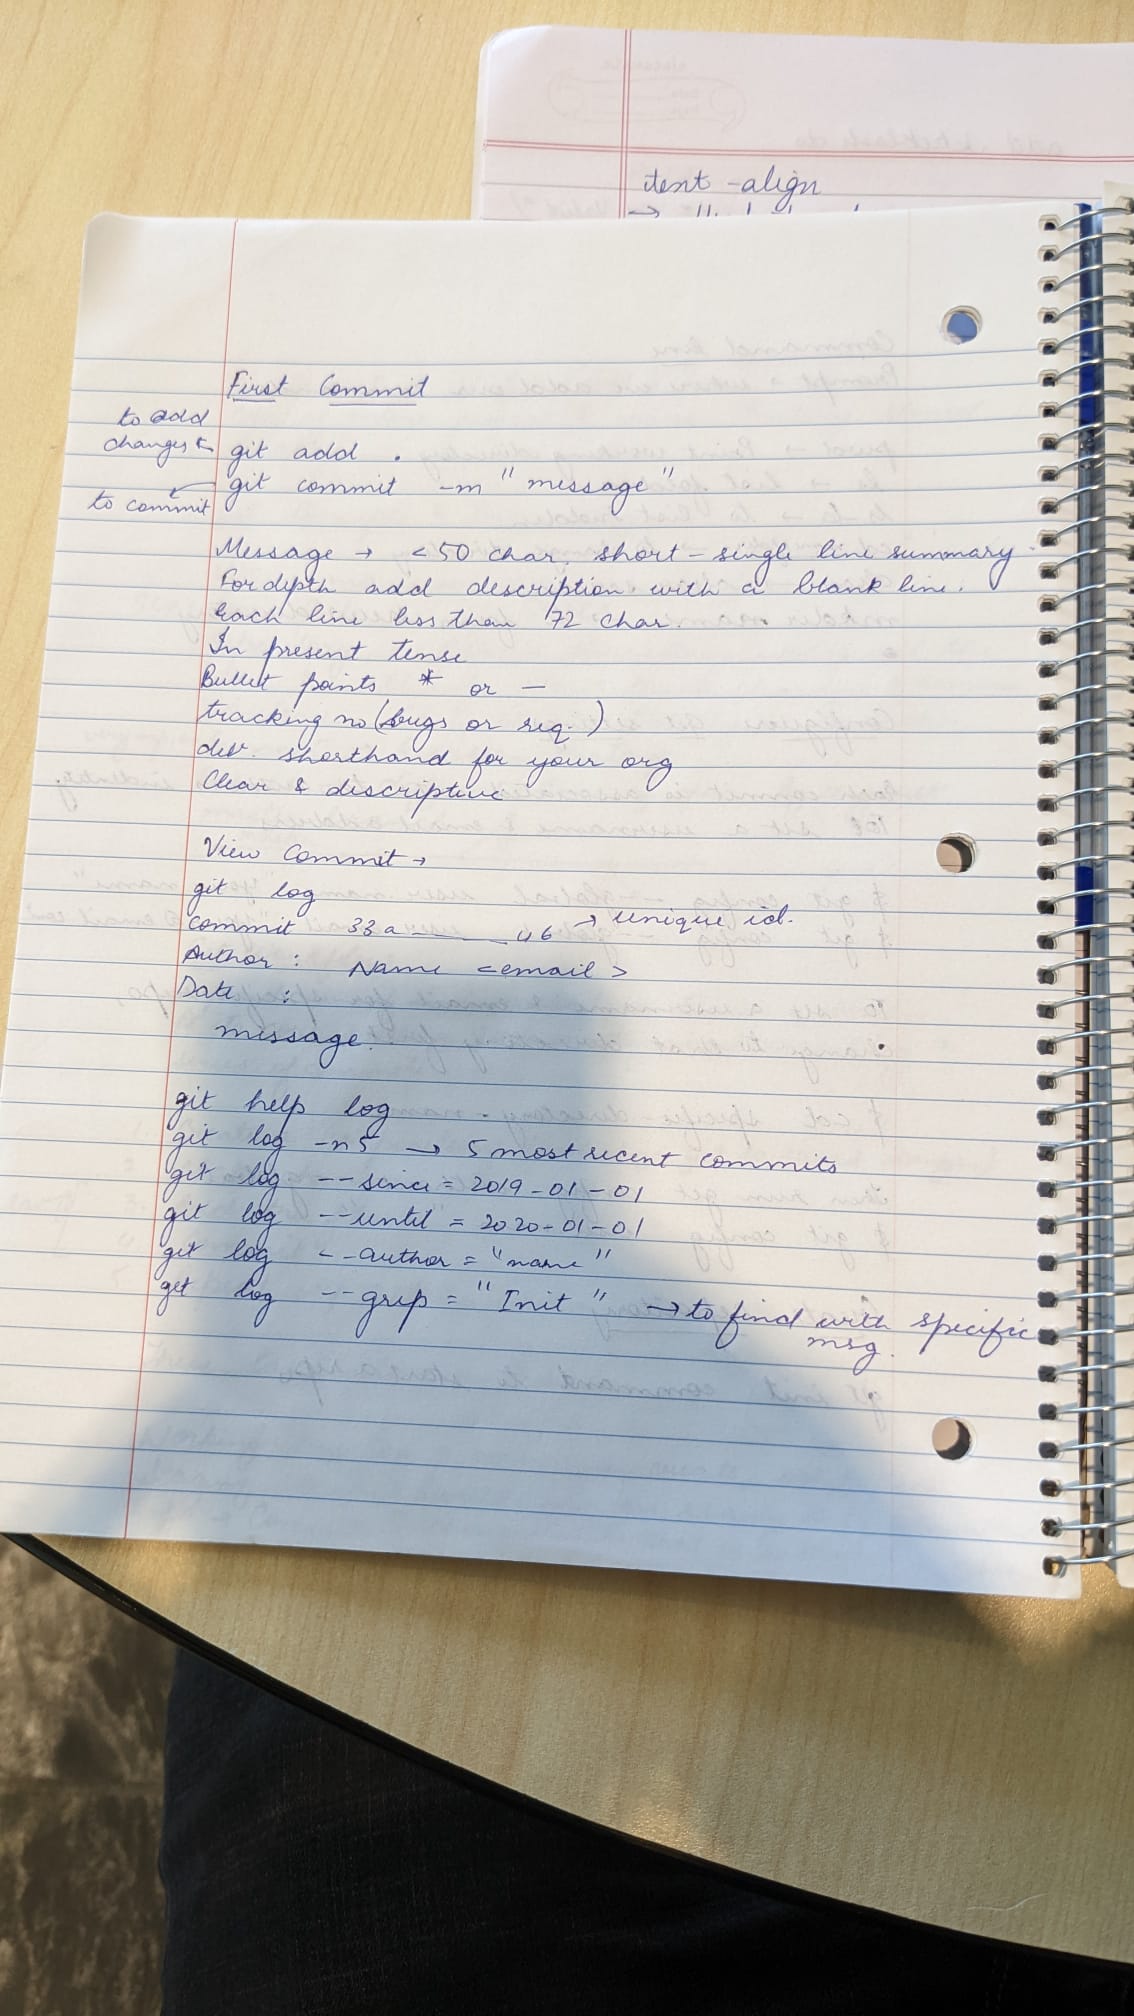 text-align
First Commit
to add
changes ←
git add .
git commit -m "message"
to commit
Message → <50 char. short-single line summary.
For depth add description with a blank line.
Each line less than 72 char.
In present tense
Bullet points * or -
tracking no (bugs or req.)
dev. shorthand for your org
Clear & descriptive
View Commit →
git log
commit 33a ______ 46 → unique id.
Author : Name <email>
Date :
message.
git help log
git log -n5 → 5 most recent commits
git log --since = 2019-01-01
git log --until = 2020-01-01
git log --author = "name"
git log --grep = "Init" → to find with specific
msg.